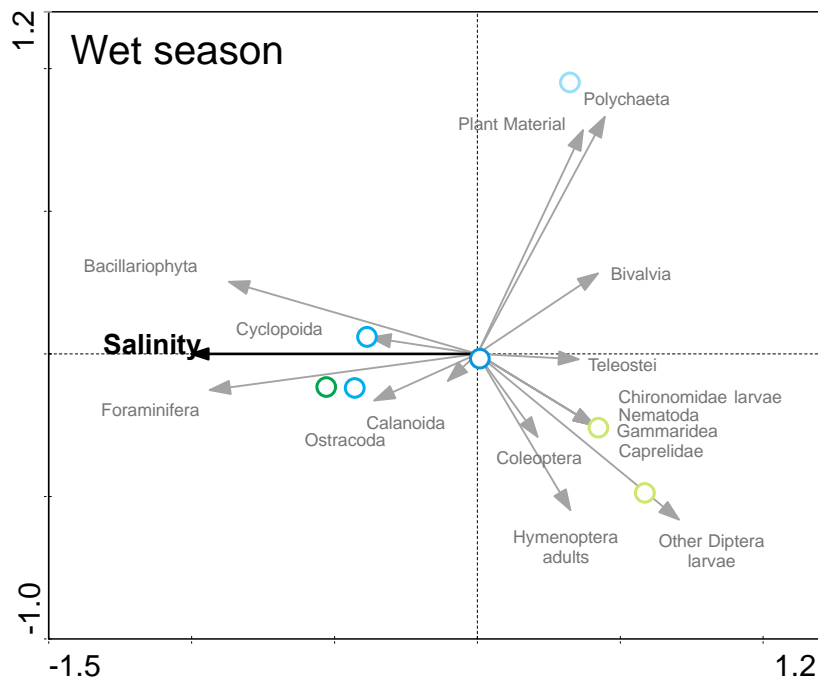 1.2
Wet season
Polychaeta
Plant Material
Bacillariophyta
Bivalvia
Cyclopoida
Salinity
Teleostei
Foraminifera
Calanoida
Ostracoda
Chironomidae larvae
Nematoda
Gammaridea
Caprelidae
Coleoptera
Hymenoptera
adults
Other Diptera
larvae
-1.0
-1.5
1.2